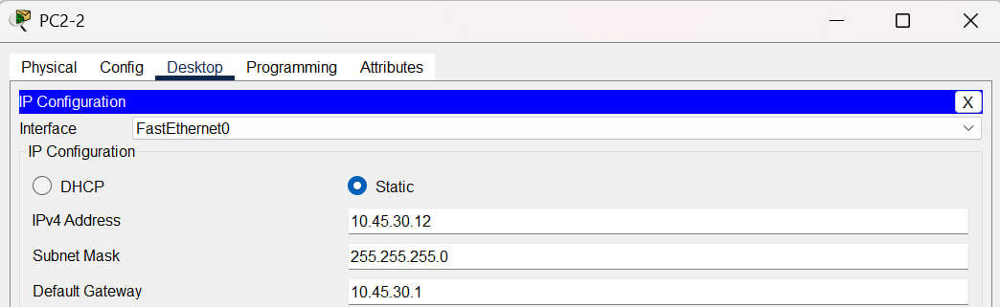 PC2-2
Physical Config Desktop Programming Attributes
IP Configuration X
Interface FastEthernet0
IP Configuration
DHCP Static
IPv4 Address 10.45.30.12
Subnet Mask 255.255.255.0
Default Gateway 10.45.30.1